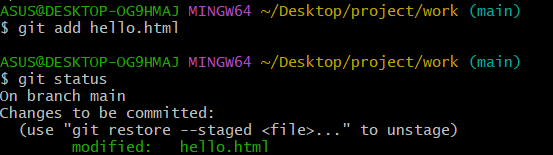 ASUS@DESKTOP-OG9HMAJ MINGW64 ~/Desktop/project/work (main)
$ git add hello.html
ASUS@DESKTOP-OG9HMAJ MINGW64 ~/Desktop/project/work (main)
$ git status
On branch main
Changes to be committed:
  (use "git restore --staged <file>..." to unstage)
        modified:   hello.html